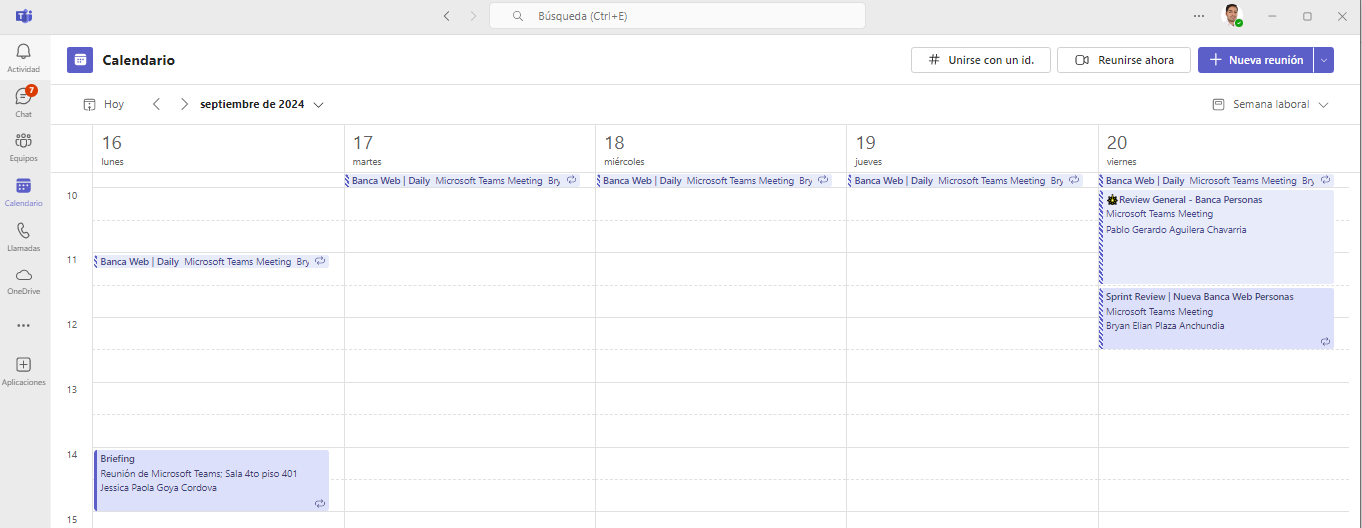 Búsqueda (Ctrl+E)
Actividad
7
Chat
Equipos
Calendario
Llamadas
OneDrive
Aplicaciones
Calendario
Unirse con un id.
Reunirse ahora
Nueva reunión
Hoy
septiembre de 2024
Semana laboral
16
lunes
17
martes
18
miércoles
19
jueves
20
viernes
Banca Web | Daily Microsoft Teams Meeting Bry
Banca Web | Daily Microsoft Teams Meeting Bry
Banca Web | Daily Microsoft Teams Meeting Bry
Banca Web | Daily Microsoft Teams Meeting Bry
10
Review General - Banca Personas
Microsoft Teams Meeting
Pablo Gerardo Aguilera Chavarria
11
Banca Web | Daily Microsoft Teams Meeting Bry
Sprint Review | Nueva Banca Web Personas
Microsoft Teams Meeting
Bryan Elian Plaza Anchundia
12
13
14
Briefing
Reunión de Microsoft Teams; Sala 4to piso 401
Jessica Paola Goya Cordova
15